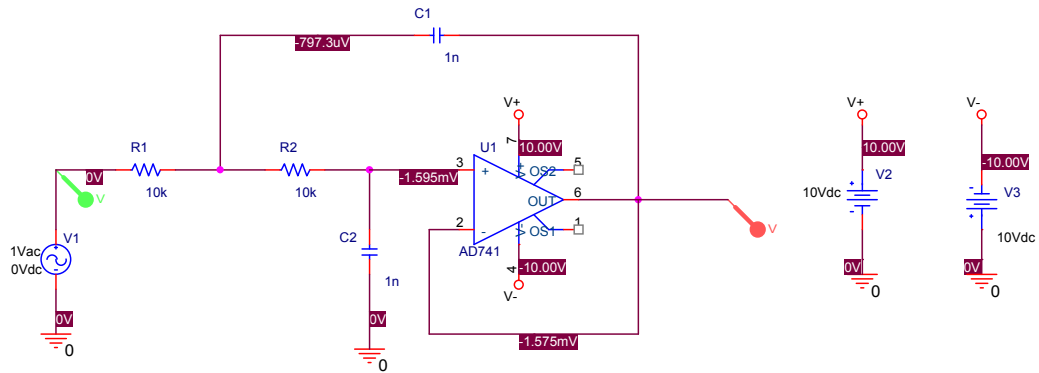 C1
-797.3uV
1n
V+
V+
V-
R1
R2
U1
7
10.00V
5
10.00V
-10.00V
3
V+
OS2
V2
0V
-1.595mV
+
6
V
10k
10k
OUT
10Vdc
V3
2
1
V
V1
C2
-
V-
OS1
1Vac
AD741
10Vdc
0Vdc
4
-10.00V
0V
0V
1n
V-
0
0
0V
0V
-1.575mV
0
0